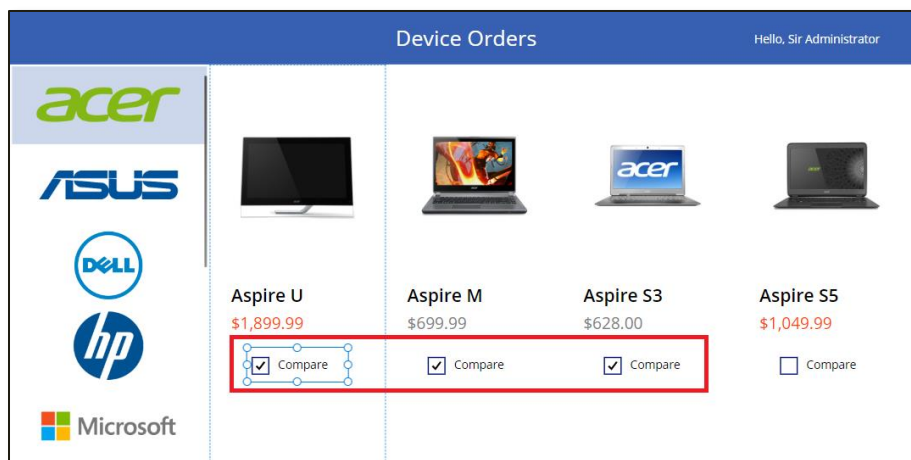 Device Orders
Hello, Sir Administrator
acer
ASUS
DELL
hp
Microsoft
acer
acer
Aspire U
Aspire M
Aspire S3
Aspire S5
$1,899.99
$699.99
$628.00
$1,049.99
Compare
Compare
Compare
Compare